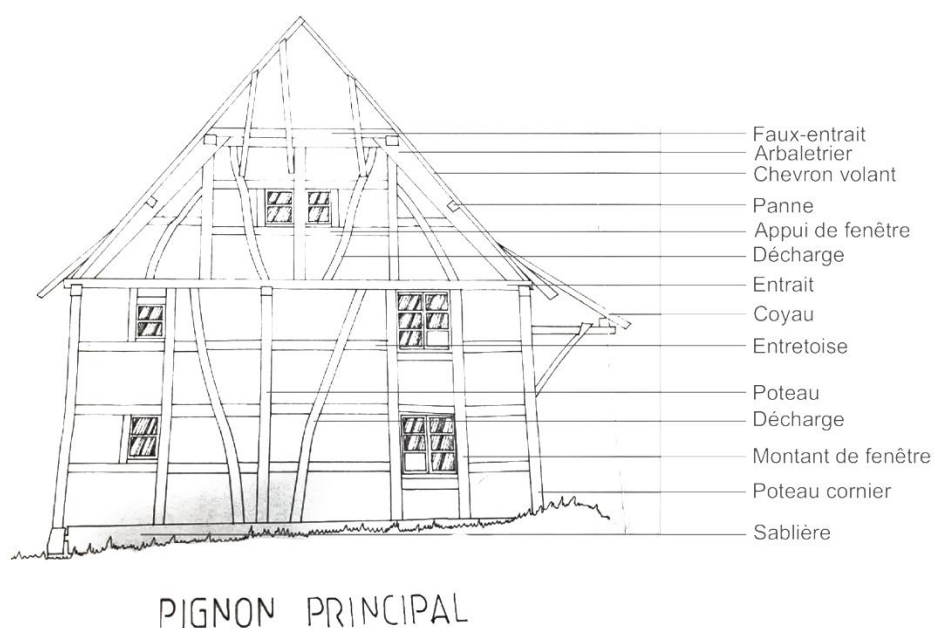 Faux-entrait
Arbaletrier
Chevron volant
Panne
Appui de fenêtre
Décharge
Entrait
Coyau
Entretoise
Poteau
Décharge
Montant de fenêtre
Poteau cornier
Sablière
PIGNON PRINCIPAL